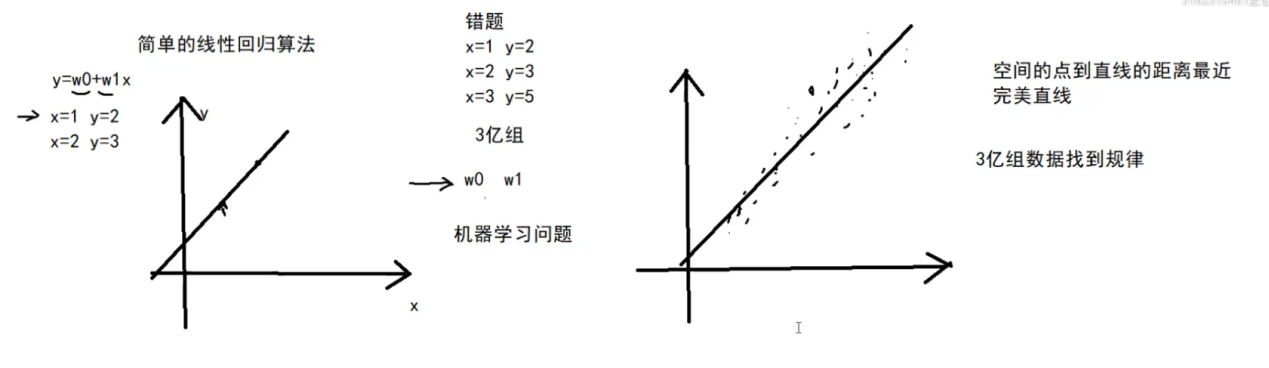 简单的线性回归算法
y=w0+w1x
x=1 y=2
x=2 y=3
y
x
错题
x=1 y=2
x=2 y=3
x=3 y=5
3亿组
w0 w1
机器学习问题
空间的点到直线的距离最近
完美直线
3亿组数据找到规律